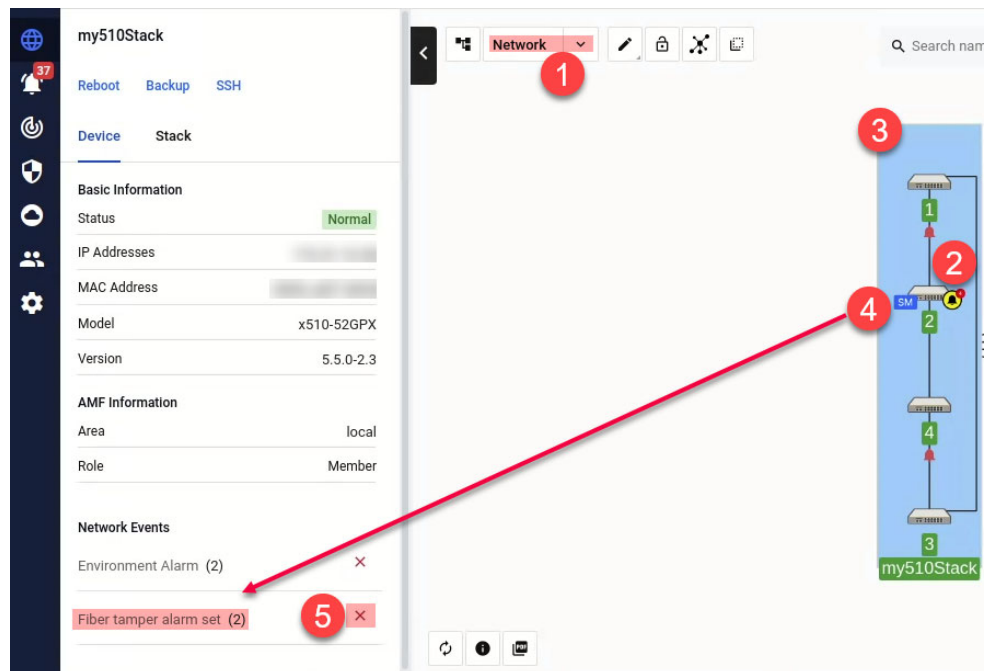 my510Stack
37
Reboot Backup SSH
Device Stack
Basic Information
Status Normal
IP Addresses
MAC Address
Model x510-52GPX
Version 5.5.0-2.3
AMF Information
Area local
Role Member
Network Events
Environment Alarm (2)
Fiber tamper alarm set (2)
5
Network
1
Search nam
3
1
2
4
SM
2
4
3
my510Stack
PDF